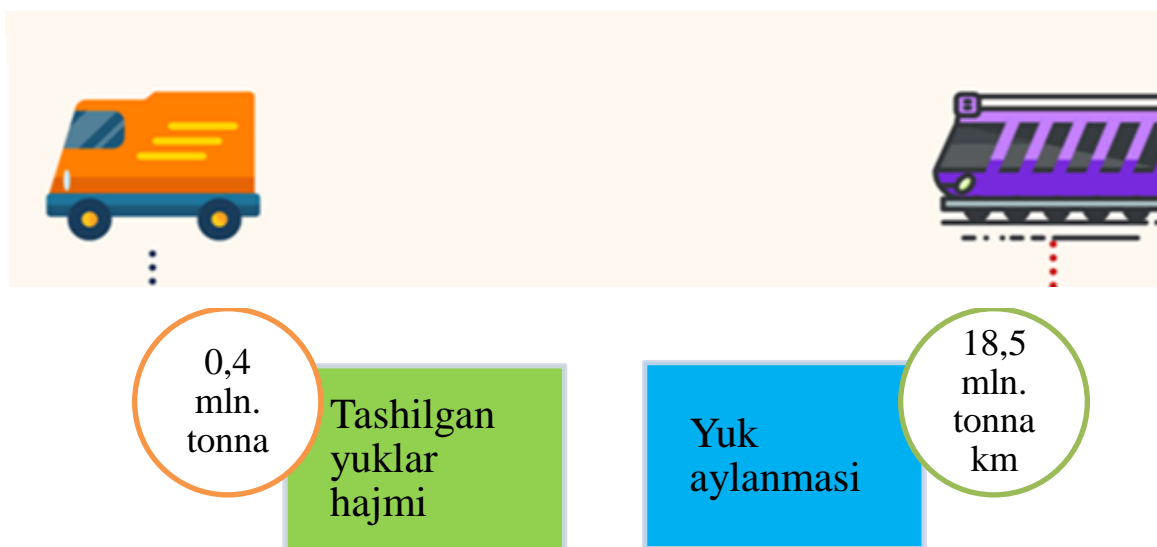 0,4
mln.
tonna
Tashilgan
yuklar
hajmi
Yuk
aylanmasi
18,5
mln.
tonna
km